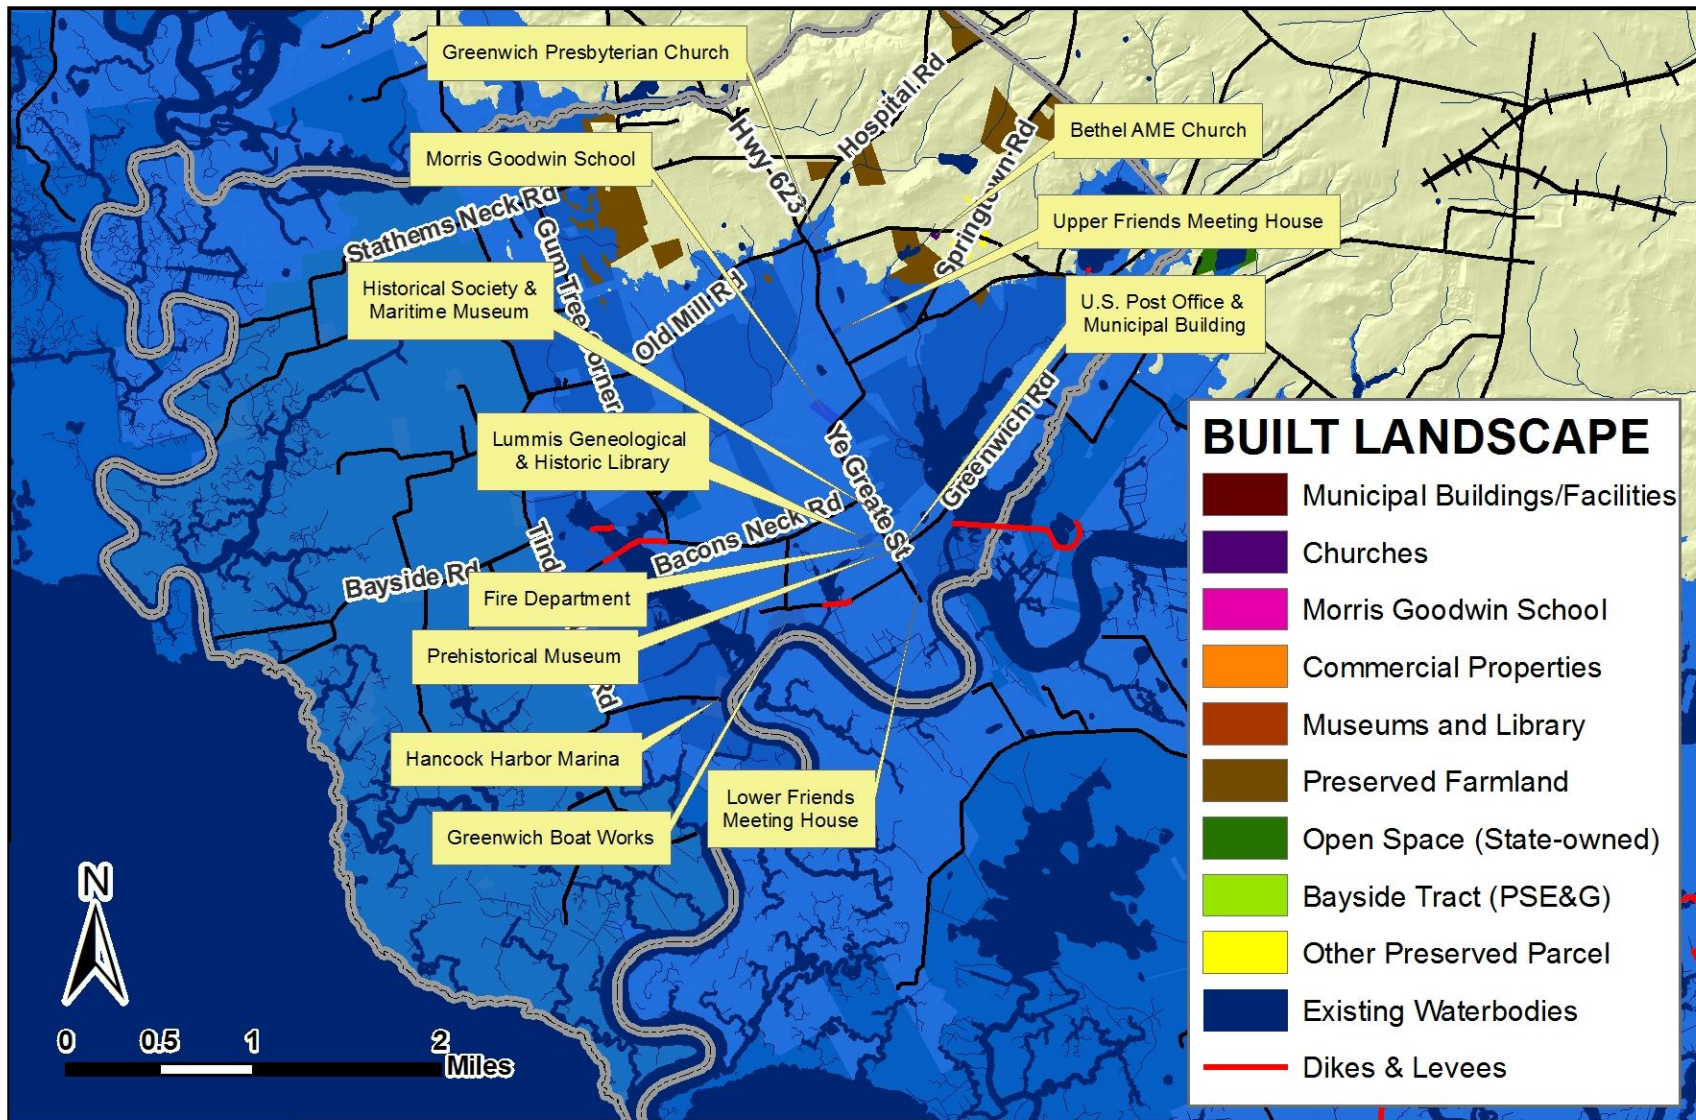 Greenwich Presbyterian Church
Hospital Rd
Hwy-623
Bethel AME Church
Morris Goodwin School
Springtown Rd
Stathems Neck Rd
Upper Friends Meeting House
Gum Tree Corner
Historical Society &
Maritime Museum
Old Mill Rd
U.S. Post Office &
Municipal Building
Greenwich Rd
Lummis Geneological
& Historic Library
Ye Greate St
Bacons Neck Rd
Bayside Rd
Tind
Rd
Fire Department
Prehistorical Museum
Hancock Harbor Marina
Lower Friends
Meeting House
Greenwich Boat Works
N
0 0.5 1 2
Miles
BUILT LANDSCAPE
Municipal Buildings/Facilities
Churches
Morris Goodwin School
Commercial Properties
Museums and Library
Preserved Farmland
Open Space (State-owned)
Bayside Tract (PSE&G)
Other Preserved Parcel
Existing Waterbodies
Dikes & Levees